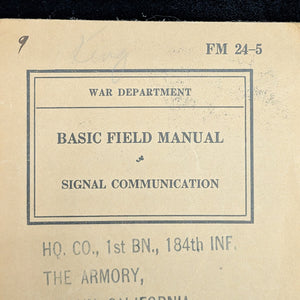 9
FM 24-5
WAR DEPARTMENT
BASIC FIELD MANUAL
SIGNAL COMMUNICATION
HQ. CO., 1st BN., 184th INF.
THE ARMORY,
CALIFORNIA